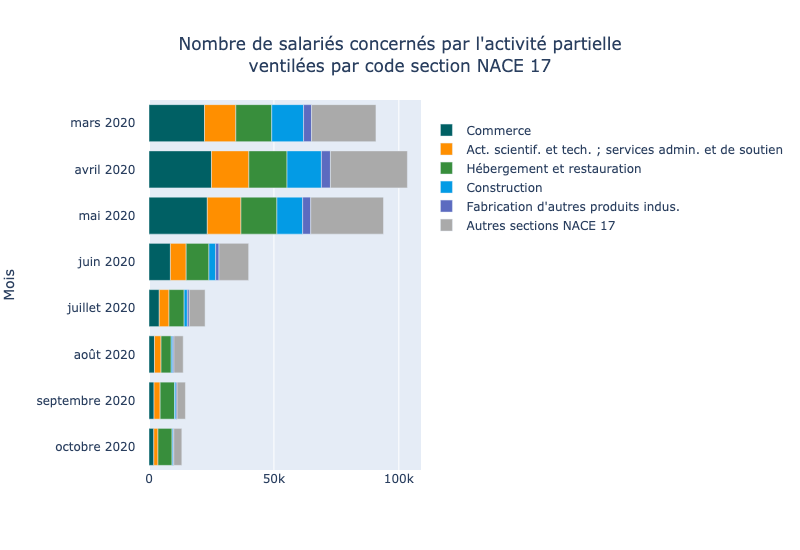 Nombre de salariés concernés par l'activité partielle
ventilées par code section NACE 17
Mois
mars 2020
avril 2020
mai 2020
juin 2020
juillet 2020
août 2020
septembre 2020
octobre 2020
0
50k
100k
Commerce
Act. scientif. et tech. ; services admin. et de soutien
Hébergement et restauration
Construction
Fabrication d'autres produits indus.
Autres sections NACE 17